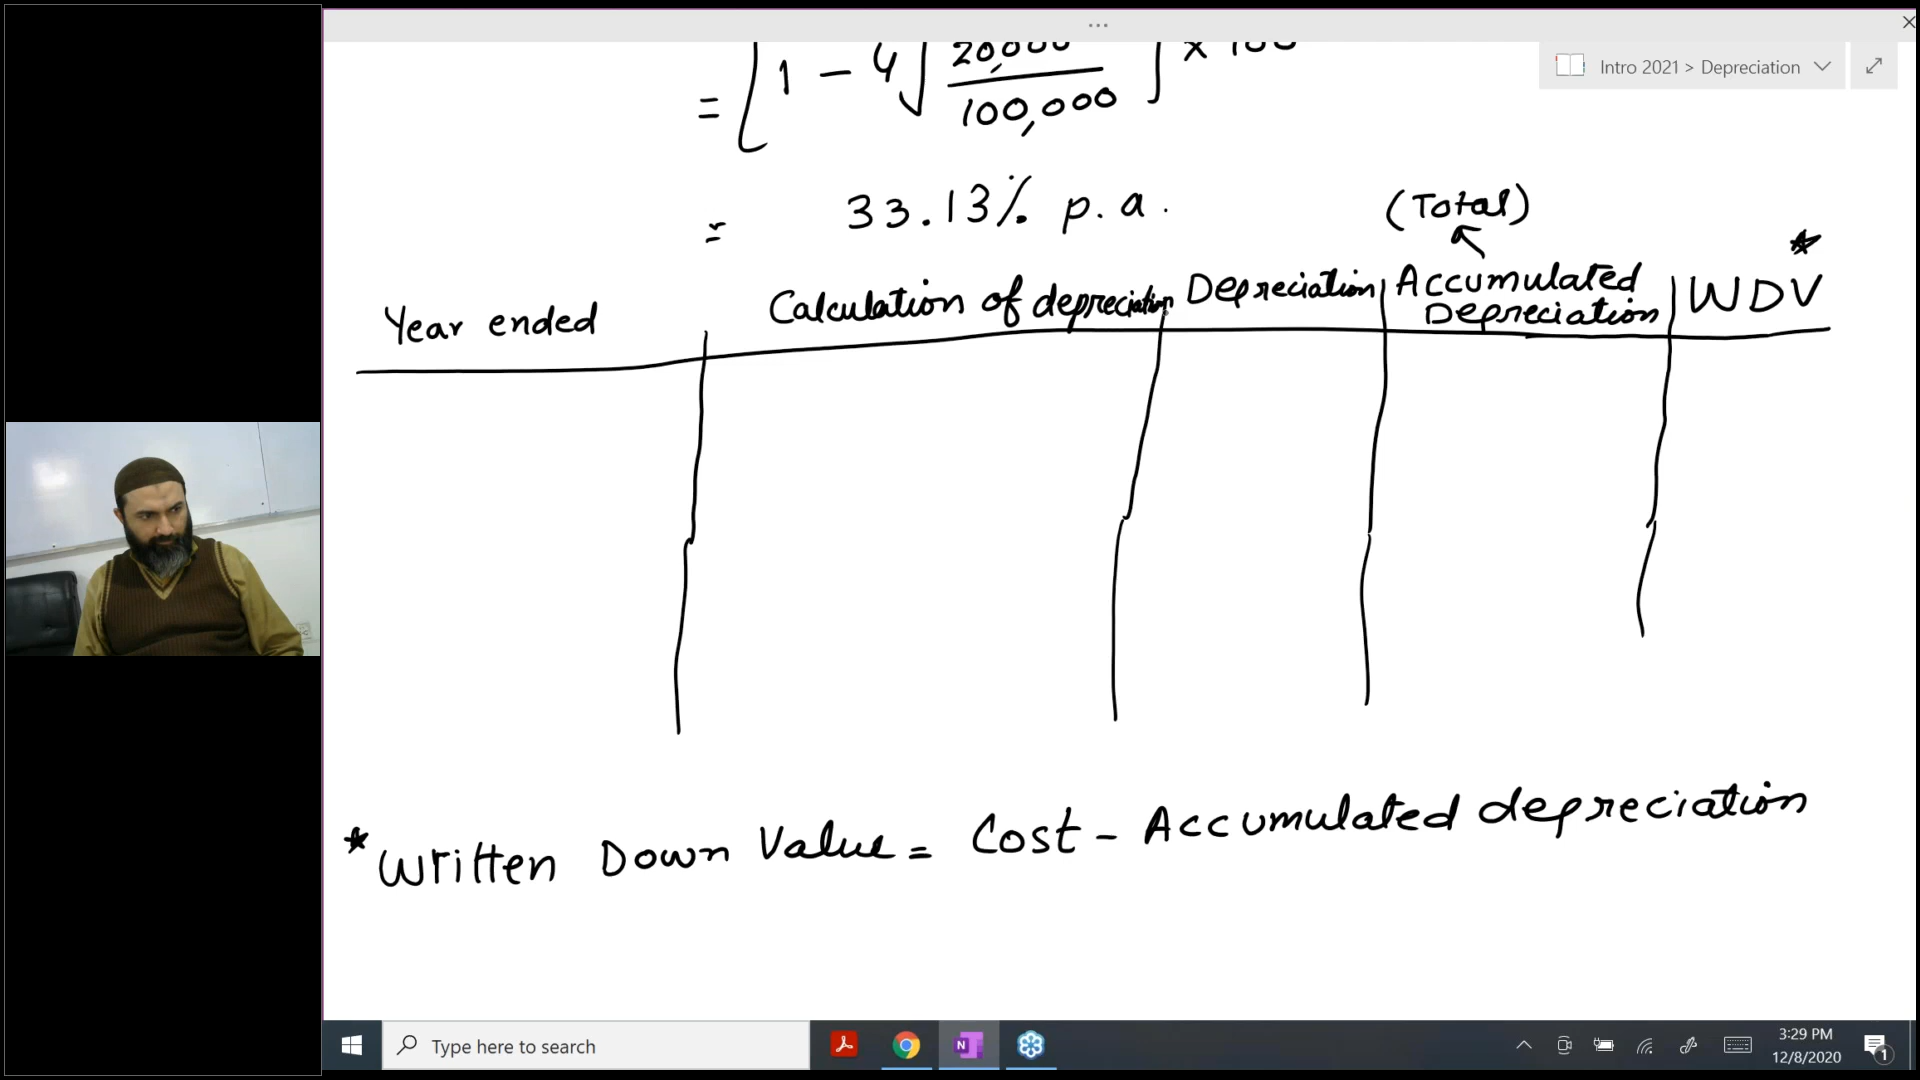 ...
Intro 2021 > Depreciation
= [ 1 - 4√ 20,000 / 100,000 ] × 100
= 33.13% p.a.
(Total)
Year ended
Calculation of depreciation
Depreciation
Accumulated
Depreciation
WDV *
* Written Down Value = Cost - Accumulated depreciation
Type here to search
3:29 PM
12/8/2020
1